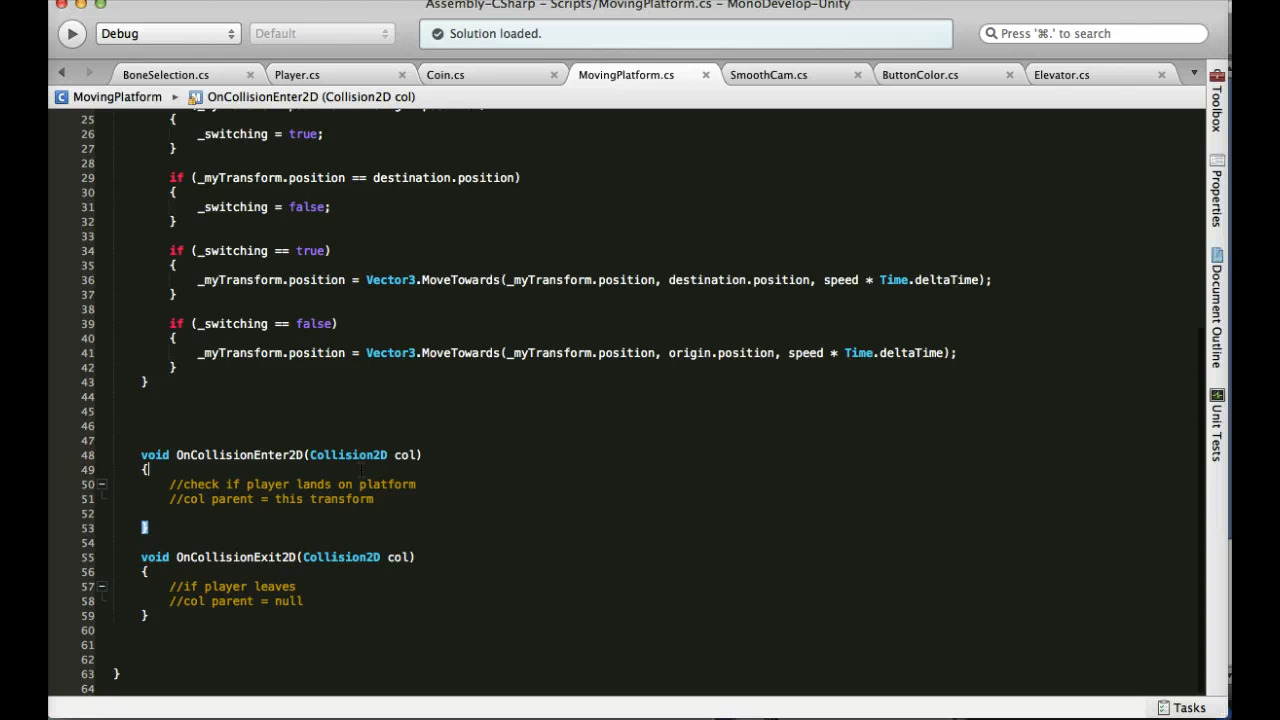 Assembly-CSharp - Scripts/MovingPlatform.cs - MonoDevelop-Unity
Debug
Default
Solution loaded.
Press '⌘.' to search
BoneSelection.cs
Player.cs
Coin.cs
MovingPlatform.cs
SmoothCam.cs
ButtonColor.cs
Elevator.cs
MovingPlatform
OnCollisionEnter2D (Collision2D col)
25 {
26 _switching = true;
27 }
28
29 if (_myTransform.position == destination.position)
30 {
31 _switching = false;
32 }
33
34 if (_switching == true)
35 {
36 _myTransform.position = Vector3.MoveTowards(_myTransform.position, destination.position, speed * Time.deltaTime);
37 }
38
39 if (_switching == false)
40 {
41 _myTransform.position = Vector3.MoveTowards(_myTransform.position, origin.position, speed * Time.deltaTime);
42 }
43 }
44
45
46
47
48 void OnCollisionEnter2D(Collision2D col)
49 {
50 //check if player lands on platform
51 //col parent = this transform
52
53 }
54
55 void OnCollisionExit2D(Collision2D col)
56 {
57 //if player leaves
58 //col parent = null
59 }
60
61
62
63 }
64
Toolbox
Properties
Document Outline
Unit Tests
Tasks